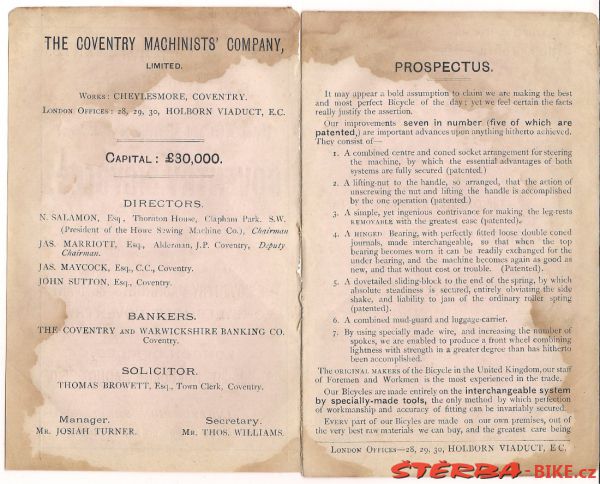 THE COVENTRY MACHINISTS' COMPANY,
LIMITED.
WORKS: CHEYLESMORE, COVENTRY.
LONDON OFFICES: 28, 29, 30, HOLBORN VIADUCT, E.C.
CAPITAL: £30,000.
DIRECTORS.
N. SALAMON, Esq., Thornton House, Clapham Park, S.W.
(President of the Howe Sewing Machine Co.), Chairman
JAS. MARRIOTT, Esq., Alderman, J.P. Coventry, Deputy
Chairman.
JAS. MAYCOCK, Esq., C.C., Coventry.
JOHN SUTTON, Esq., Coventry.
BANKERS.
THE COVENTRY AND WARWICKSHIRE BANKING CO.
Coventry.
SOLICITOR.
THOMAS BROWETT, Esq., Town Clerk, Coventry.
Manager.
MR. JOSIAH TURNER.
Secretary.
MR. THOS. WILLIAMS.
PROSPECTUS.
It may appear a bold assumption to claim we are making the best
and most perfect Bicycle of the day; yet we feel certain the facts
really justify the assertion.
Our improvements seven in number (five of which are
patented,) are important advances upon anything hitherto achieved.
They consist of—
1. A combined centre and coned socket arrangement for steering
the machine, by which the essential advantages of both
systems are fully secured (patented.)
2. A lifting-nut to the handle, so arranged, that the action of
unscrewing the nut and lifting the handle is accomplished
by the one operation (patented.)
3. A simple, yet ingenious contrivance for making the leg-rests
REMOVABLE with the greatest ease (patented).
4. A HINGED Bearing, with perfectly fitted loose double coned
journals, made interchangeable, so that when the top
bearing becomes worn it can be readily exchanged for the
under bearing, and the machine becomes again as good as
new, and that without cost or trouble. (Patented).
5. A dovetailed sliding-block to the end of the spring, by which
absolute steadiness is secured, entirely obviating the side
shake, and liability to jam of the ordinary roller spring
(patented).
6. A combined mud-guard and luggage-carrier.
7. By using specially made wire, and increasing the number of
spokes, we are enabled to produce a front wheel combining
lightness with strength in a greater degree than has hitherto
been accomplished.
The ORIGINAL MAKERS of the Bicycle in the United Kingdom, our staff
of Foremen and Workmen is the most experienced in the trade.
Our Bicycles are made entirely on the interchangeable system
by specially-made tools, the only method by which perfection
of workmanship and accuracy of fitting can be invariably secured.
EVERY part of our Bicycles are made on our own premises, out of
the very best raw materials we can buy, and the greatest care being
LONDON OFFICES—28, 29, 30, HOLBORN VIADUCT, E.C.
ŠTĚRBA-BIKE.cz